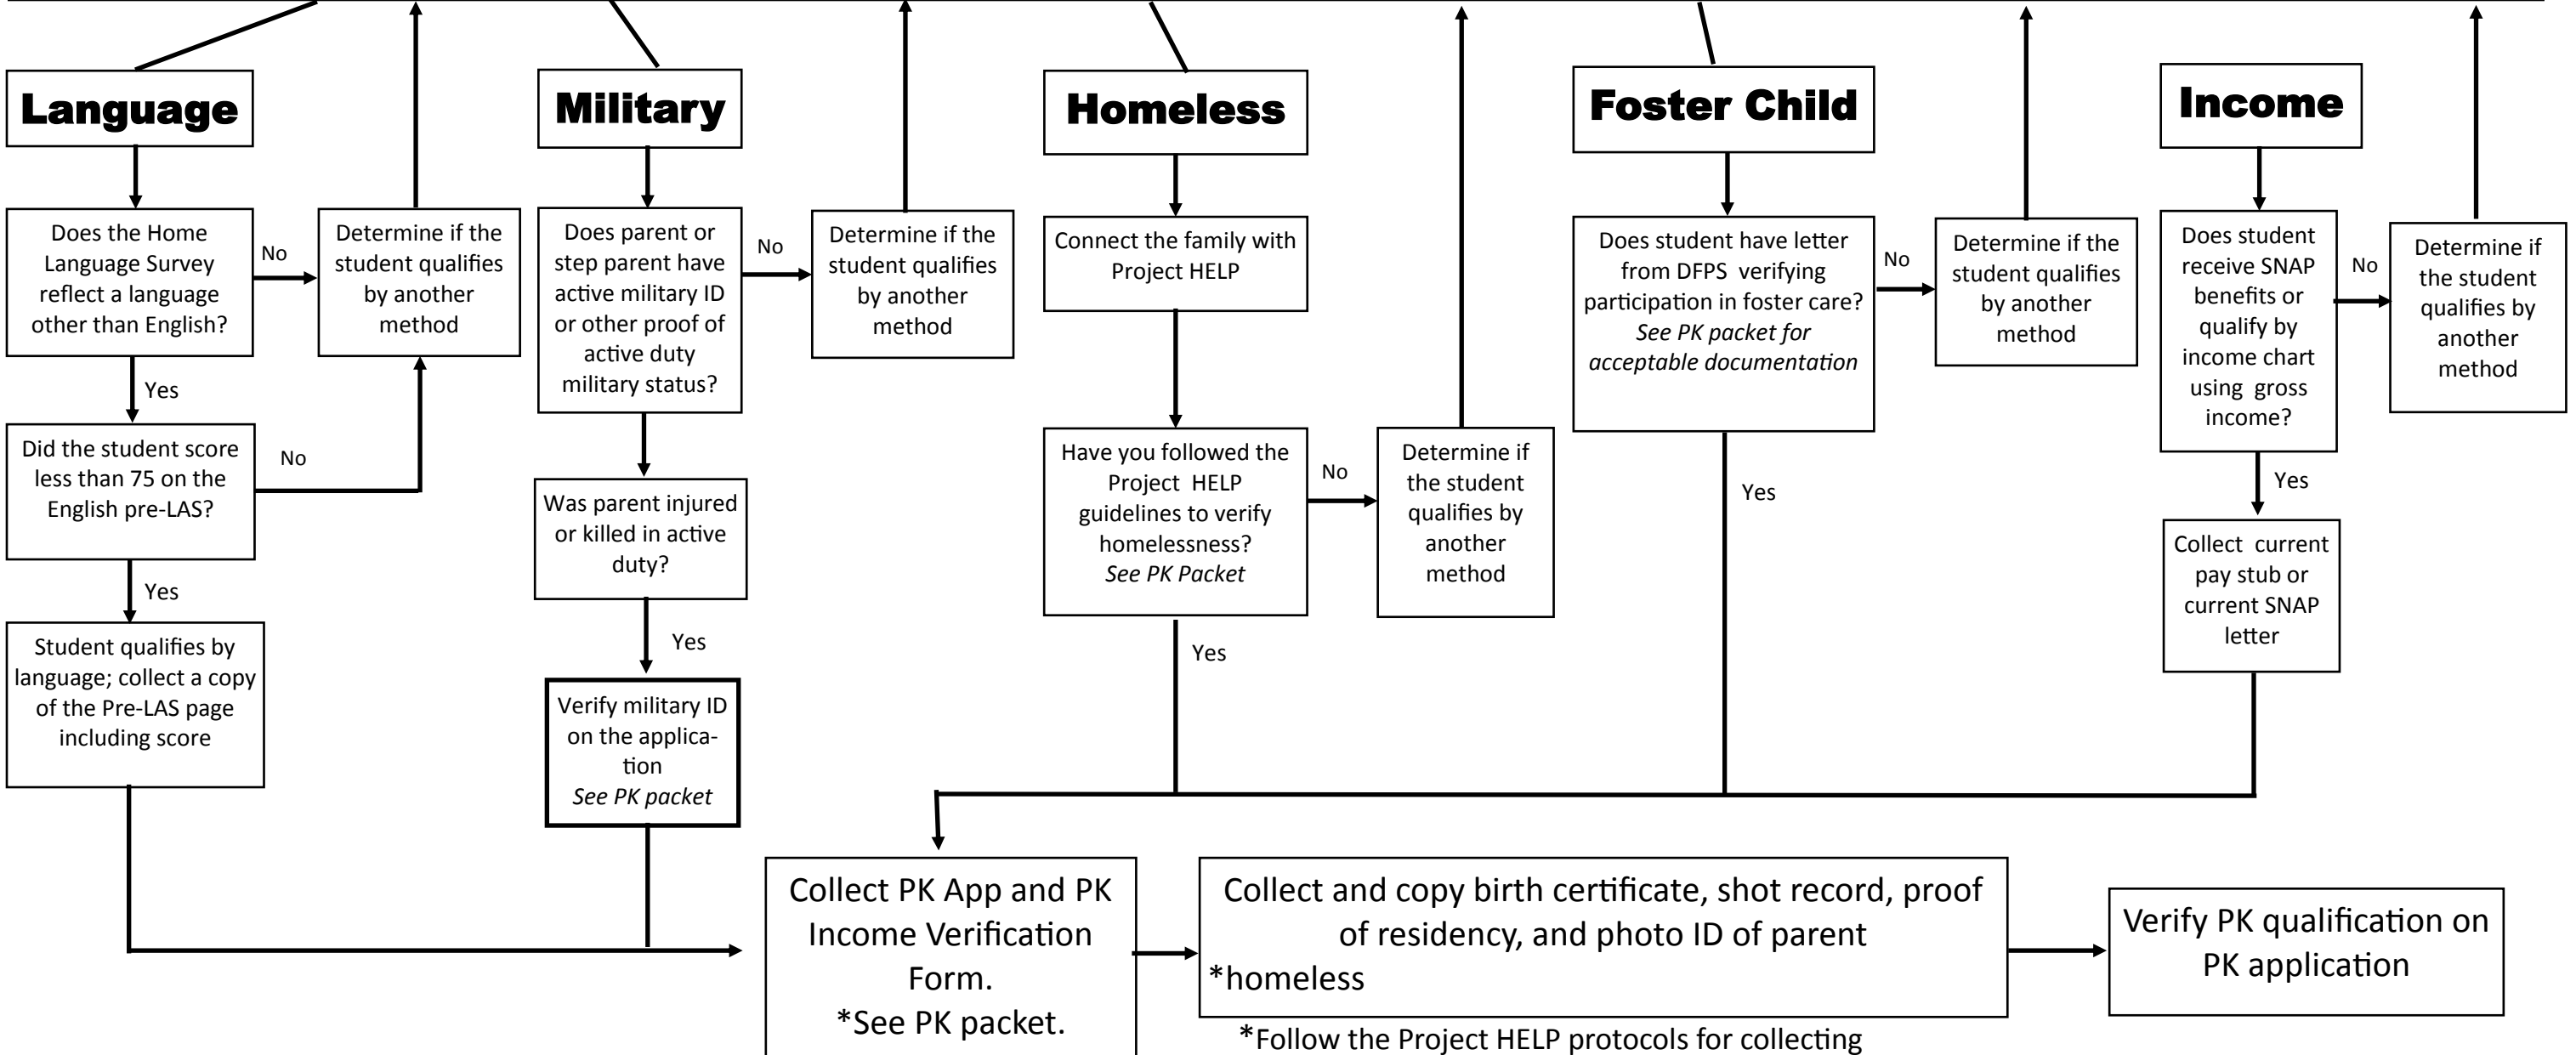 Language
Does the Home
Language Survey
reflect a language
other than English?
No
Determine if the
student qualifies
by another
method
Yes
Did the student score
less than 75 on the
English pre-LAS?
No
Yes
Student qualifies by
language; collect a copy
of the Pre-LAS page
including score
Military
Does parent or
step parent have
active military ID
or other proof of
active duty
military status?
No
Determine if the
student qualifies
by another
method
Was parent injured
or killed in active
duty?
Yes
Verify military ID
on the applica-
tion
See PK packet
Homeless
Connect the family with
Project HELP
Have you followed the
Project HELP
guidelines to verify
homelessness?
See PK Packet
No
Determine if
the student
qualifies by
another
method
Yes
Foster Child
Does student have letter
from DFPS verifying
participation in foster care?
See PK packet for
acceptable documentation
No
Determine if the
student qualifies
by another
method
Yes
Income
Does student
receive SNAP
benefits or
qualify by
income chart
using gross
income?
No
Determine if
the student
qualifies by
another
method
Yes
Collect current
pay stub or
current SNAP
letter
Collect PK App and PK
Income Verification
Form.
*See PK packet.
Collect and copy birth certificate, shot record, proof
of residency, and photo ID of parent
*homeless
*Follow the Project HELP protocols for collecting
Verify PK qualification on
PK application